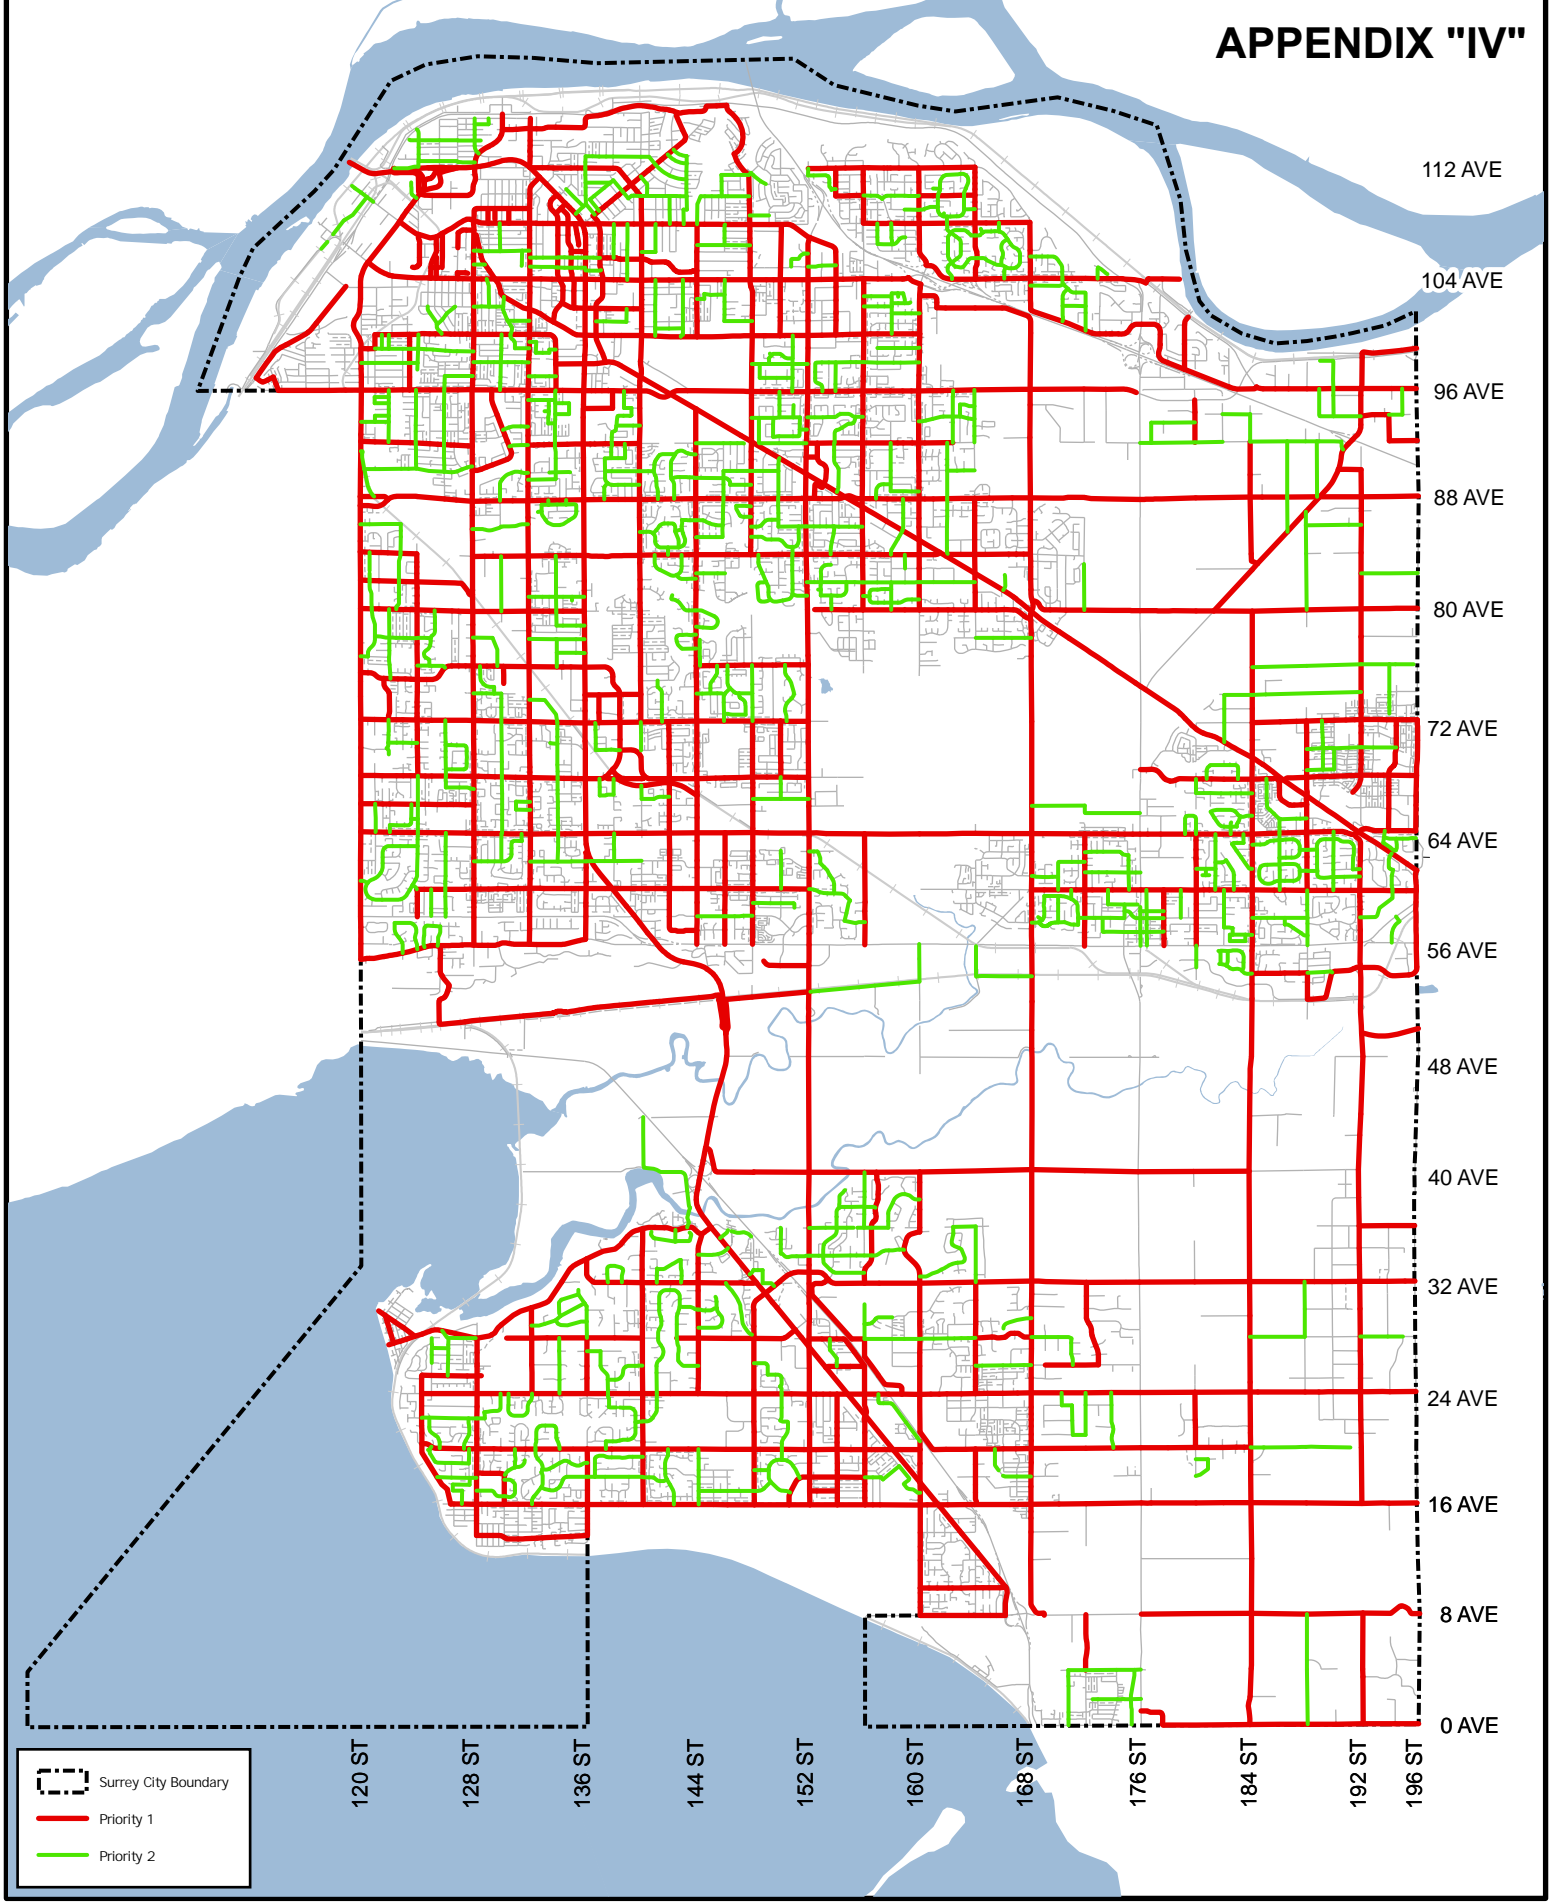 APPENDIX "IV"
112 AVE
104 AVE
96 AVE
88 AVE
80 AVE
72 AVE
64 AVE
56 AVE
48 AVE
40 AVE
32 AVE
24 AVE
16 AVE
8 AVE
0 AVE
120 ST
128 ST
136 ST
144 ST
152 ST
160 ST
168 ST
176 ST
184 ST
192 ST
196 ST
Surrey City Boundary
Priority 1
Priority 2